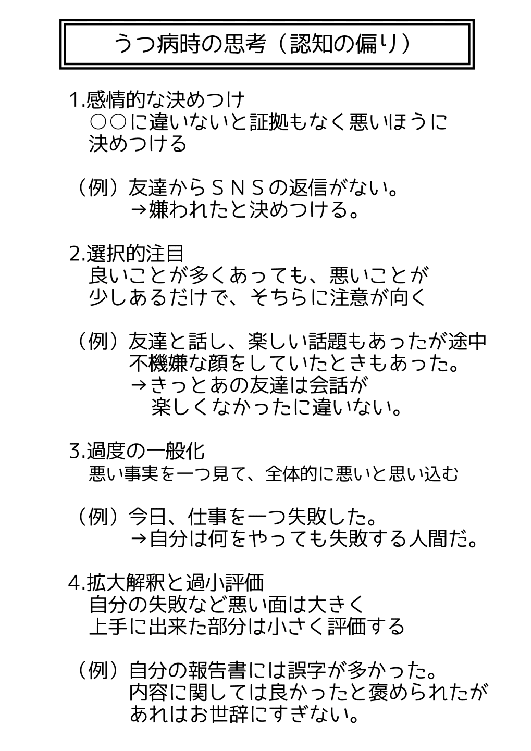 うつ病時の思考（認知の偏り）
1.感情的な決めつけ
○○に違いないと証拠もなく悪いほうに
決めつける
（例）友達からＳＮＳの返信がない。
→嫌われたと決めつける。
2.選択的注目
良いことが多くあっても、悪いことが
少しあるだけで、そちらに注意が向く
（例）友達と話し、楽しい話題もあったが途中
不機嫌な顔をしていたときもあった。
→きっとあの友達は会話が
楽しくなかったに違いない。
3.過度の一般化
悪い事実を一つ見て、全体的に悪いと思い込む
（例）今日、仕事を一つ失敗した。
→自分は何をやっても失敗する人間だ。
4.拡大解釈と過小評価
自分の失敗など悪い面は大きく
上手に出来た部分は小さく評価する
（例）自分の報告書には誤字が多かった。
内容に関しては良かったと褒められたが
あれはお世辞にすぎない。